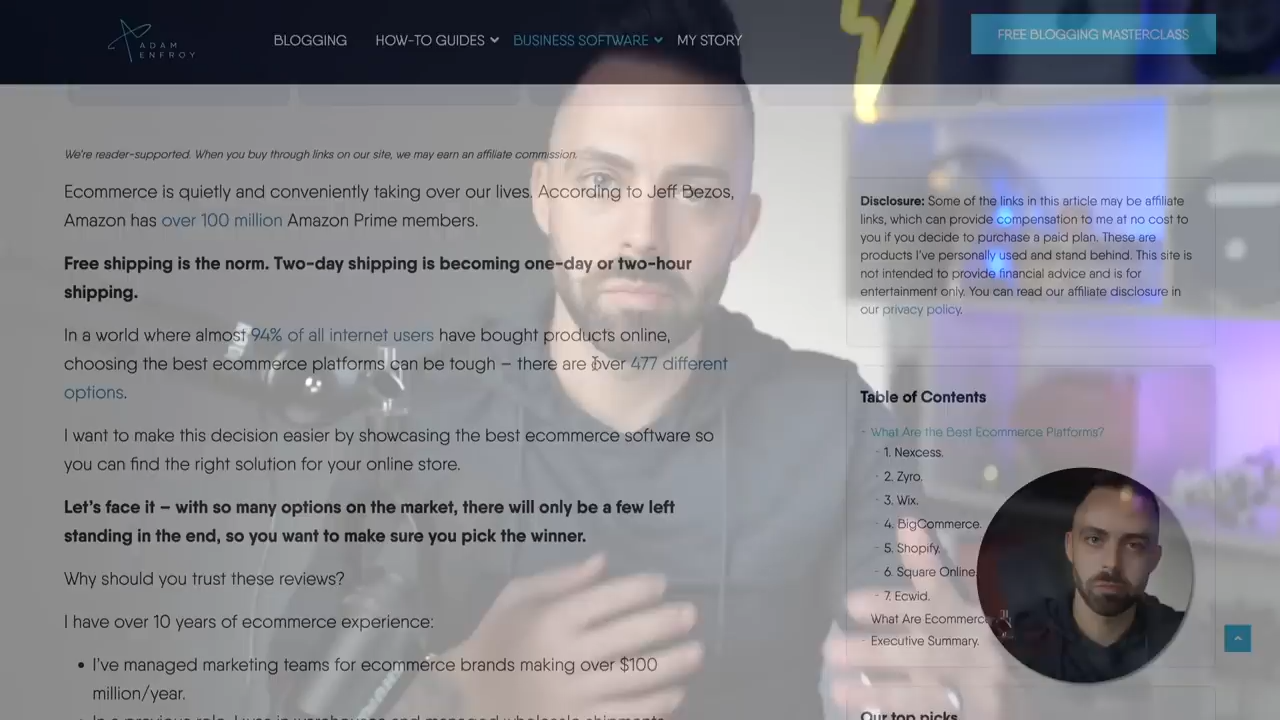 ADAM
ENFROY
BLOGGING
HOW-TO GUIDES
BUSINESS SOFTWARE
MY STORY
FREE BLOGGING MASTERCLASS
We're reader-supported. When you buy through links on our site, we may earn an affiliate commission.
Ecommerce is quietly and conveniently taking over our lives. According to Jeff Bezos,
Amazon has over 100 million Amazon Prime members.
Free shipping is the norm. Two-day shipping is becoming one-day or two-hour
shipping.
In a world where almost 94% of all internet users have bought products online,
choosing the best ecommerce platforms can be tough – there are over 477 different
options.
I want to make this decision easier by showcasing the best ecommerce software so
you can find the right solution for your online store.
Let's face it – with so many options on the market, there will only be a few left
standing in the end, so you want to make sure you pick the winner.
Why should you trust these reviews?
I have over 10 years of ecommerce experience:
• I've managed marketing teams for ecommerce brands making over $100
million/year.
Disclosure: Some of the links in this article may be affiliate
links, which can provide compensation to me at no cost to
you if you decide to purchase a paid plan. These are
products I've personally used and stand behind. This site is
not intended to provide financial advice and is for
entertainment only. You can read our affiliate disclosure in
our privacy policy.
Table of Contents
- What Are the Best Ecommerce Platforms?
- 1. Nexcess.
- 2. Zyro.
- 3. Wix.
- 4. BigCommerce.
- 5. Shopify.
- 6. Square Online.
- 7. Ecwid.
What Are Ecommerce
- Executive Summary.
Our top picks